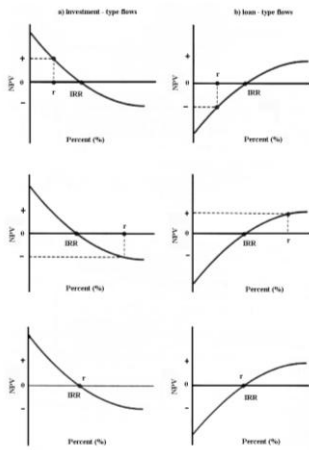 a) investment - type flows
b) loan - type flows
NPV
+
0
−
r
IRR
Percent (%)
NPV
+
0
−
r
IRR
Percent (%)
NPV
+
0
−
r
IRR
Percent (%)
NPV
+
0
−
r
IRR
Percent (%)
NPV
+
0
−
r
IRR
Percent (%)
NPV
+
0
−
r
IRR
Percent (%)